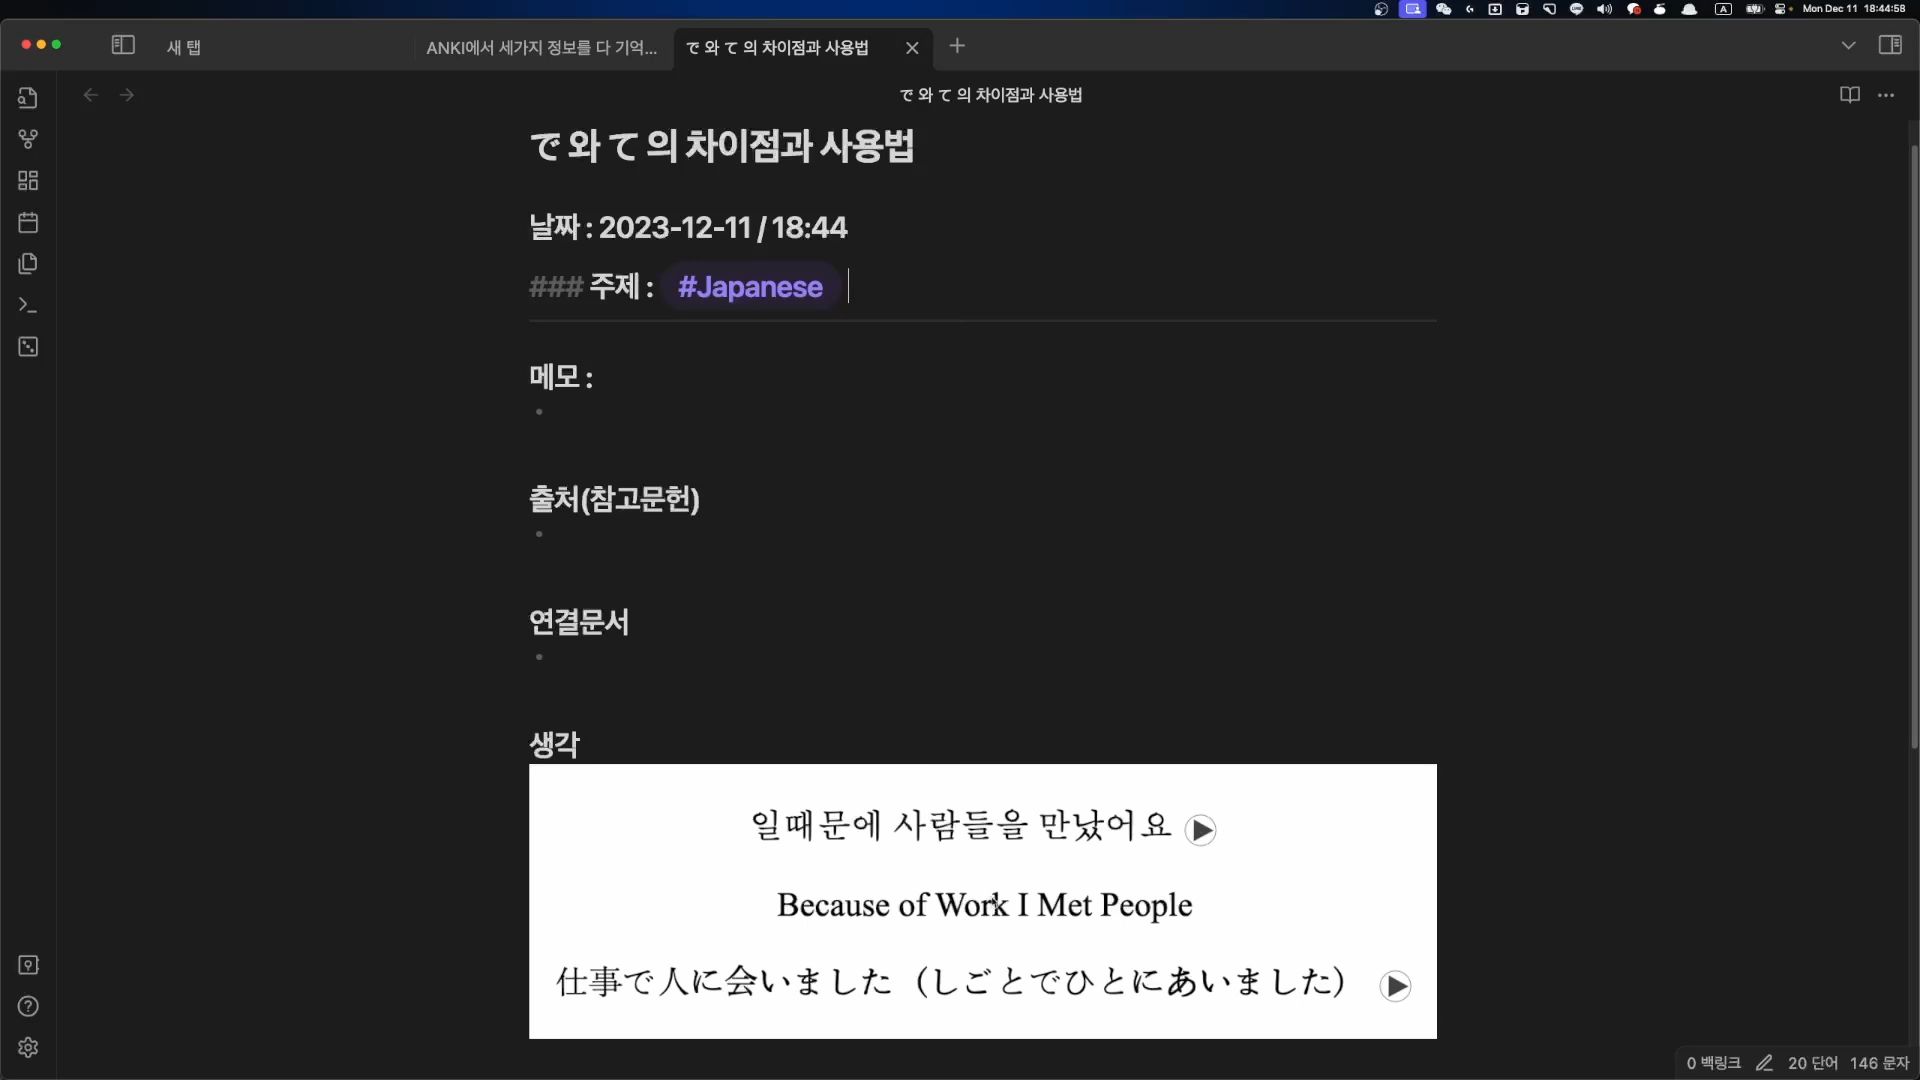 Mon Dec 11 18:44:58
새 탭
ANKI에서 세가지 정보를 다 기억...
で 와 て 의 차이점과 사용법
で 와 て 의 차이점과 사용법
で 와 て 의 차이점과 사용법
날짜 : 2023-12-11 / 18:44
### 주제 : #Japanese
메모 :
출처(참고문헌)
연결문서
생각
일때문에 사람들을 만났어요
Because of Work I Met People
仕事で人に会いました（しごとでひとにあいました）
0 백링크 20 단어 146 문자